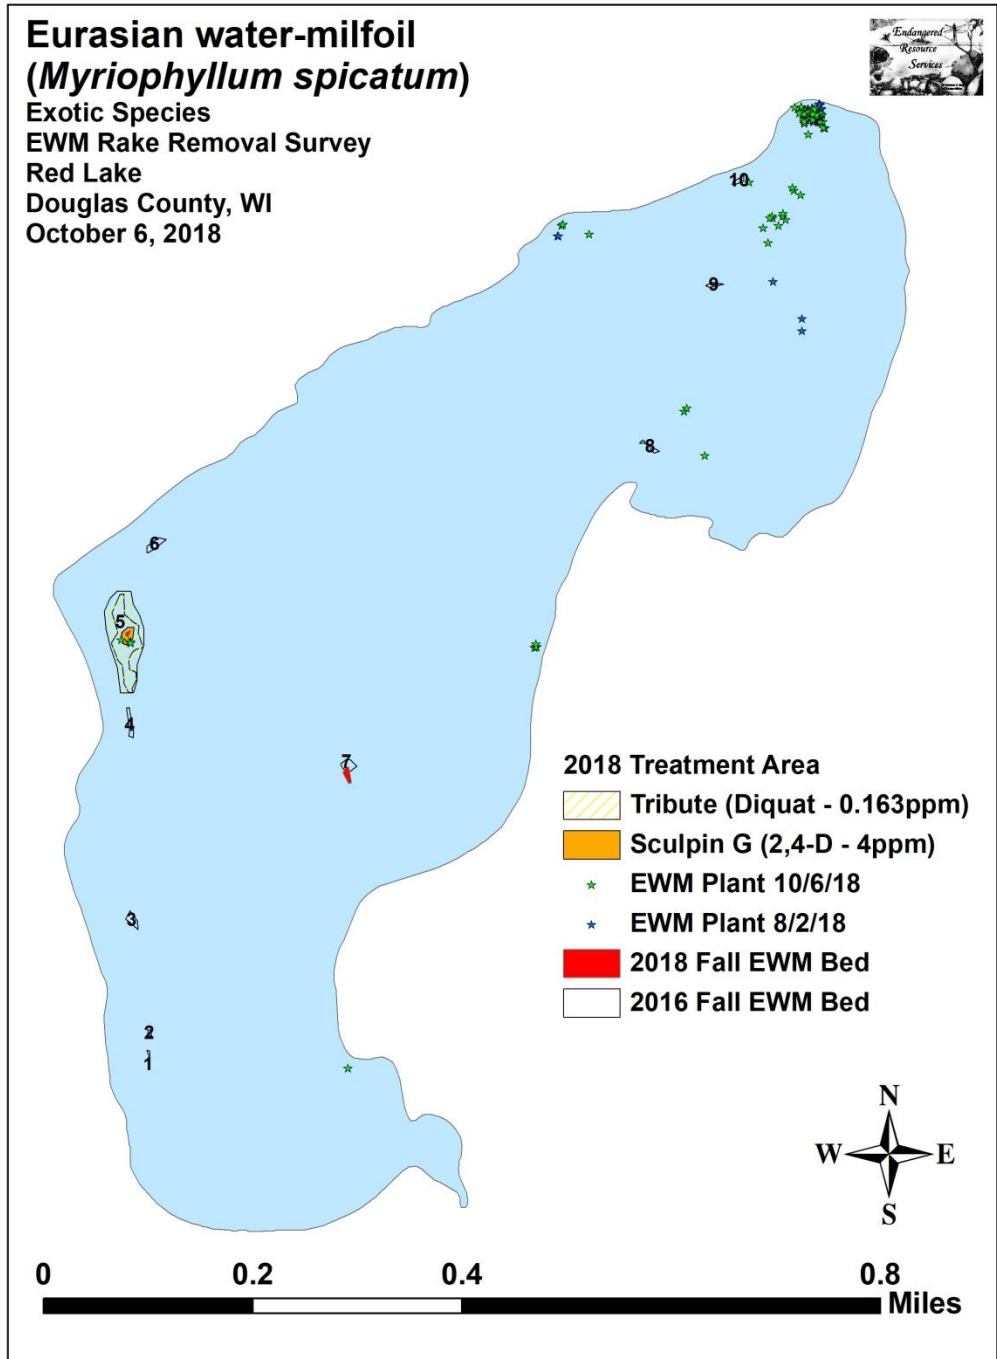 Eurasian water-milfoil
(Myriophyllum spicatum)
Exotic Species
EWM Rake Removal Survey
Red Lake
Douglas County, WI
October 6, 2018
Endangered
Resource
Services
10
9
8
6
5
4
7
3
2
1
2018 Treatment Area
Tribute (Diquat - 0.163ppm)
Sculpin G (2,4-D - 4ppm)
EWM Plant 10/6/18
EWM Plant 8/2/18
2018 Fall EWM Bed
2016 Fall EWM Bed
N
W E
S
0 0.2 0.4 0.8
Miles